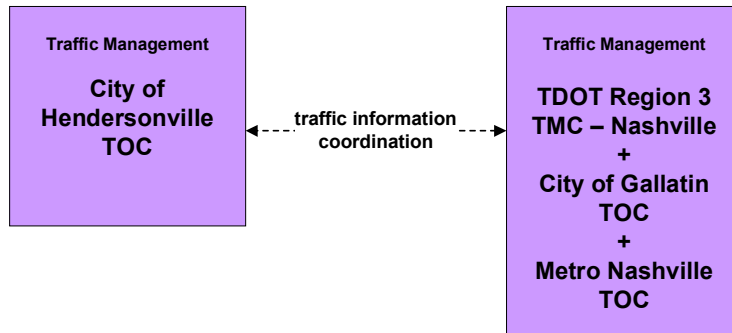 Traffic Management
City of
Hendersonville
TOC
traffic information
coordination
Traffic Management
TDOT Region 3
TMC – Nashville
+
City of Gallatin
TOC
+
Metro Nashville
TOC